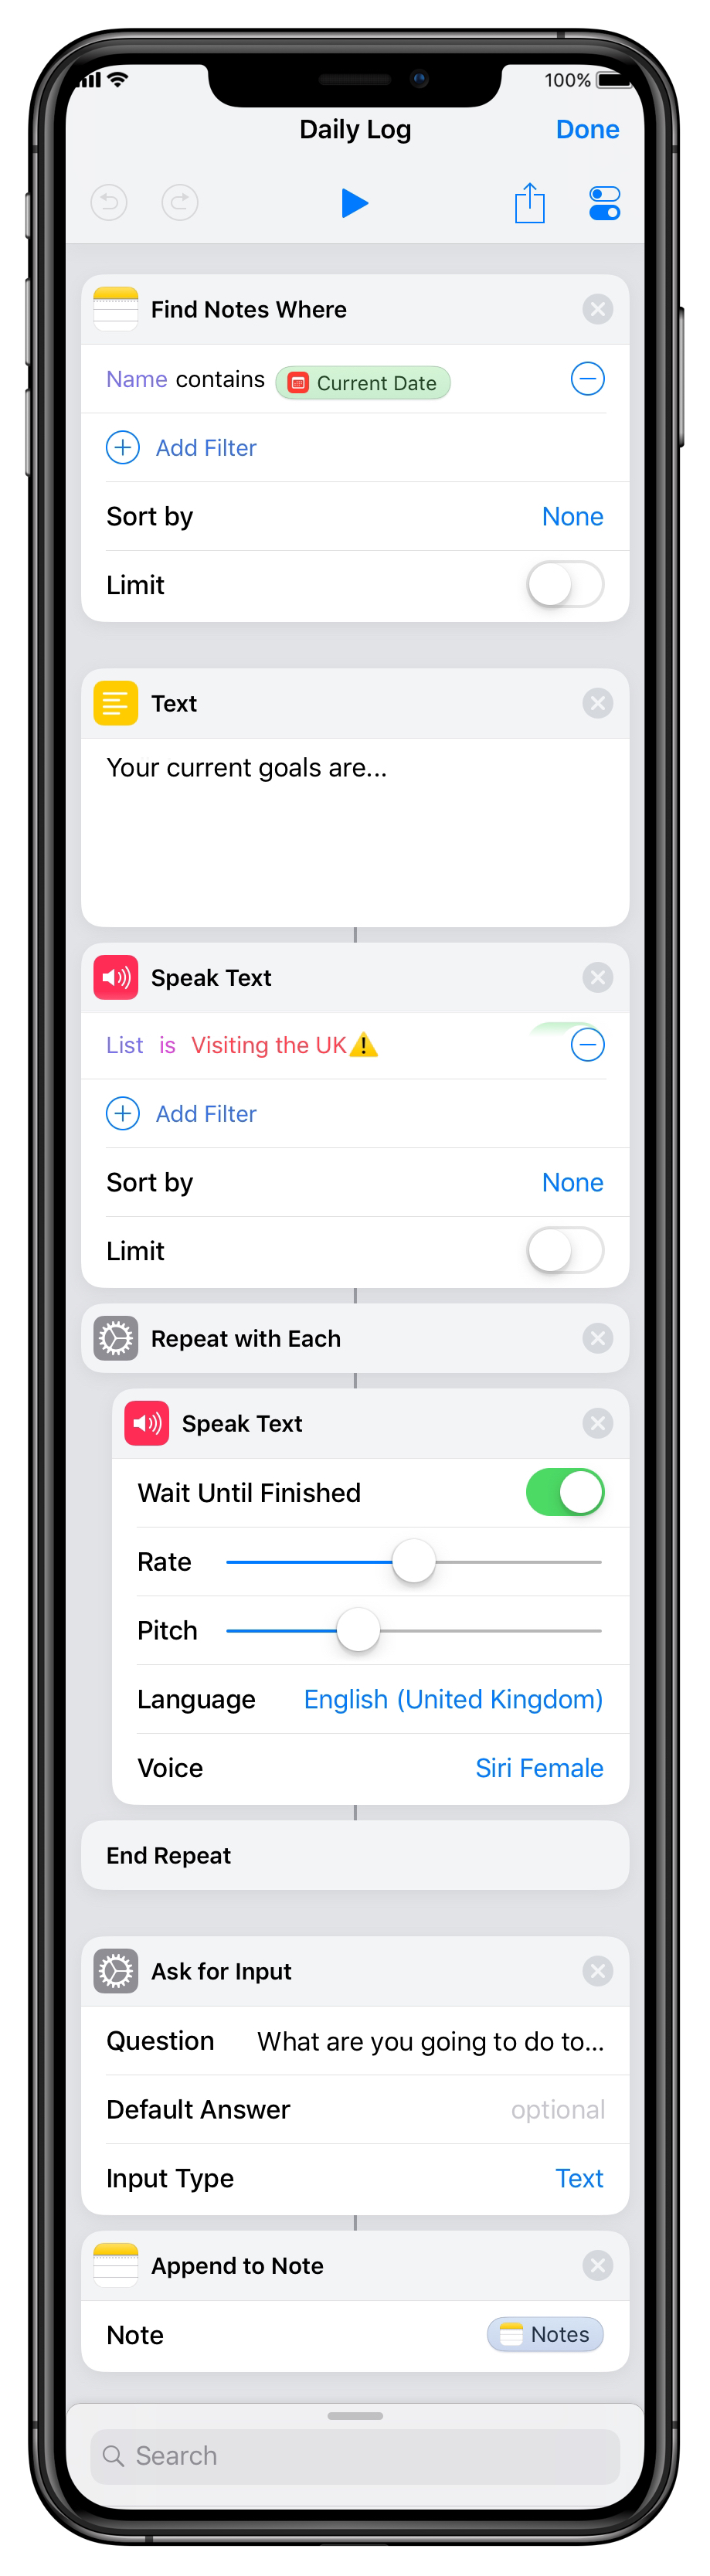 100%
Daily Log Done
Find Notes Where
Name contains Current Date
Add Filter
Sort by None
Limit
Text
Your current goals are...
Speak Text
List is Visiting the UK⚠️
Add Filter
Sort by None
Limit
Repeat with Each
Speak Text
Wait Until Finished
Rate
Pitch
Language English (United Kingdom)
Voice Siri Female
End Repeat
Ask for Input
Question What are you going to do to...
Default Answer optional
Input Type Text
Append to Note
Note Notes
Search